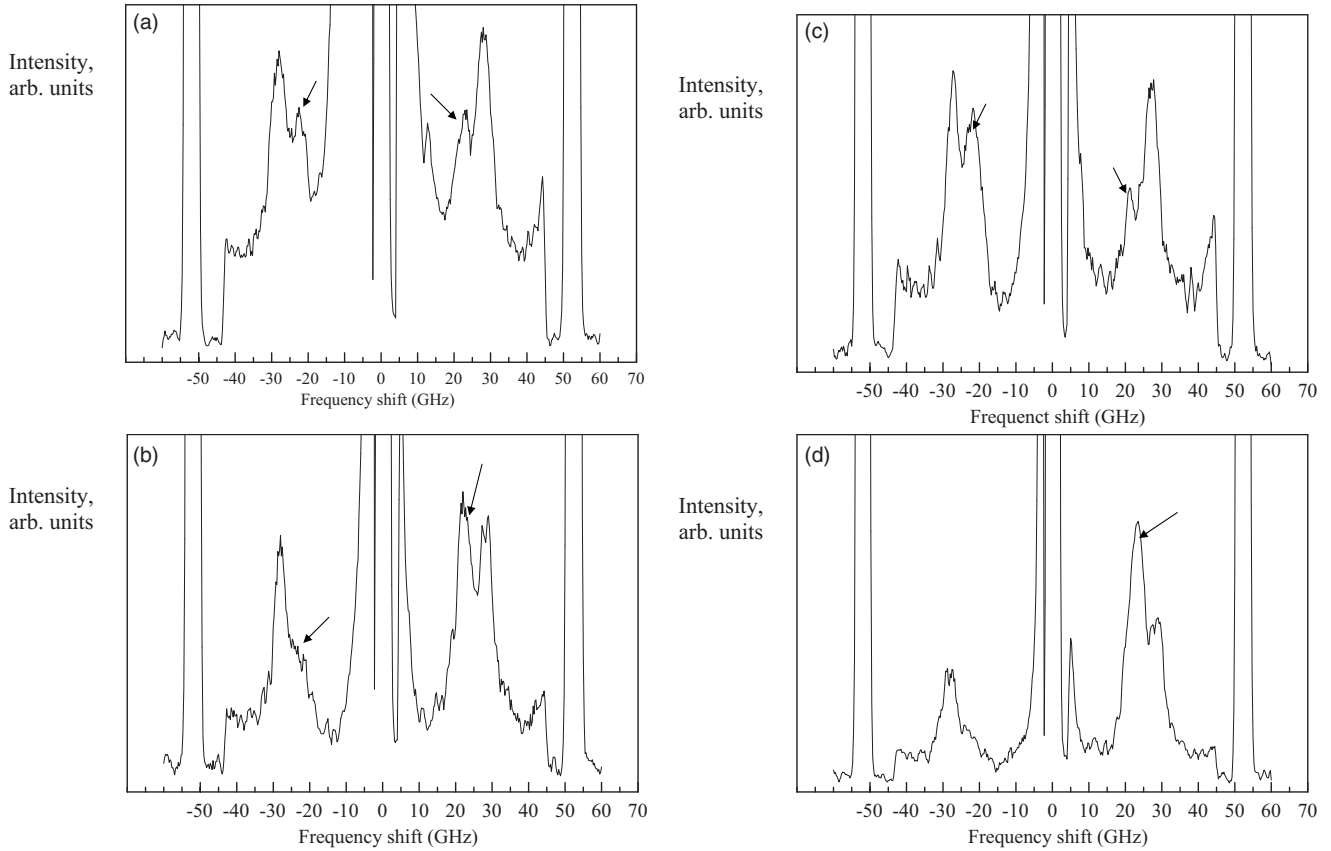 (a)
Intensity,
arb. units
-50 -40 -30 -20 -10 0 10 20 30 40 50 60 70
Frequency shift (GHz)
(b)
Intensity,
arb. units
-50 -40 -30 -20 -10 0 10 20 30 40 50 60 70
Frequency shift (GHz)
(c)
Intensity,
arb. units
-50 -40 -30 -20 -10 0 10 20 30 40 50 60 70
Frequenct shift (GHz)
(d)
Intensity,
arb. units
-50 -40 -30 -20 -10 0 10 20 30 40 50 60 70
Frequency shift (GHz)